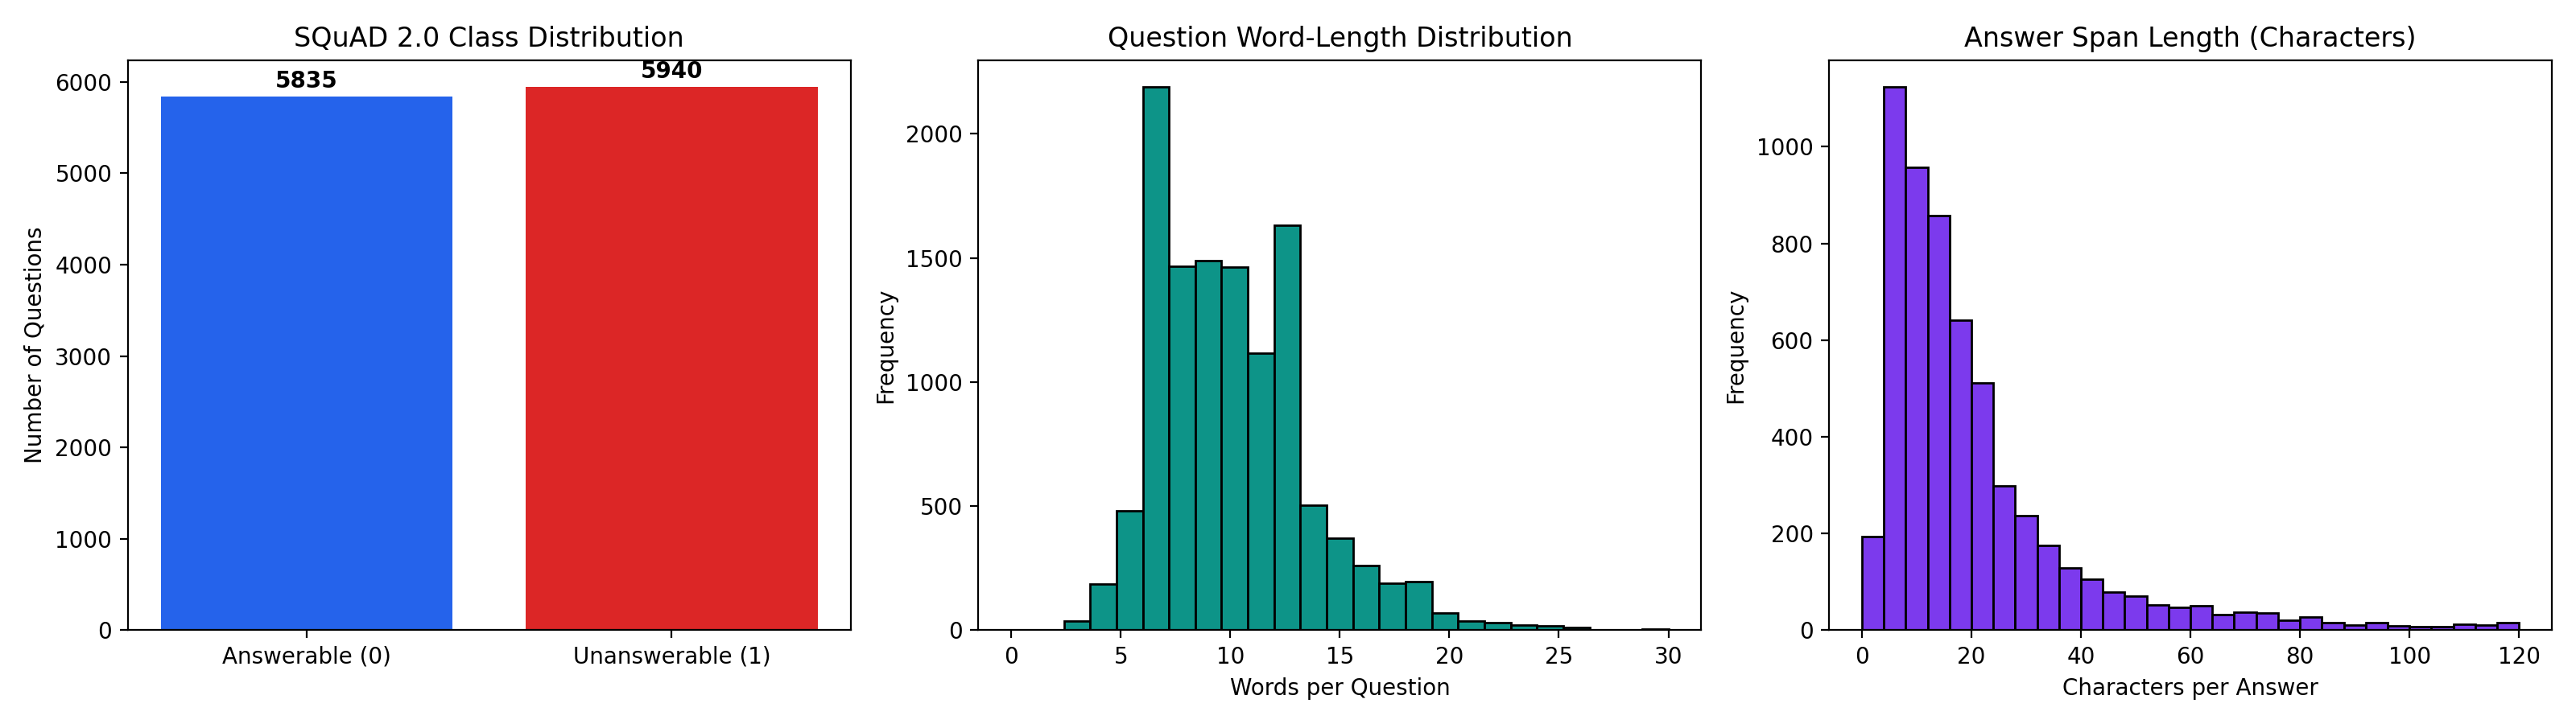 SQuAD 2.0 Class Distribution
Number of Questions
6000
5000
4000
3000
2000
1000
0
5835
5940
Answerable (0)
Unanswerable (1)
Question Word-Length Distribution
Frequency
2000
1500
1000
500
0
0 5 10 15 20 25 30
Words per Question
Answer Span Length (Characters)
Frequency
1000
800
600
400
200
0
0 20 40 60 80 100 120
Characters per Answer